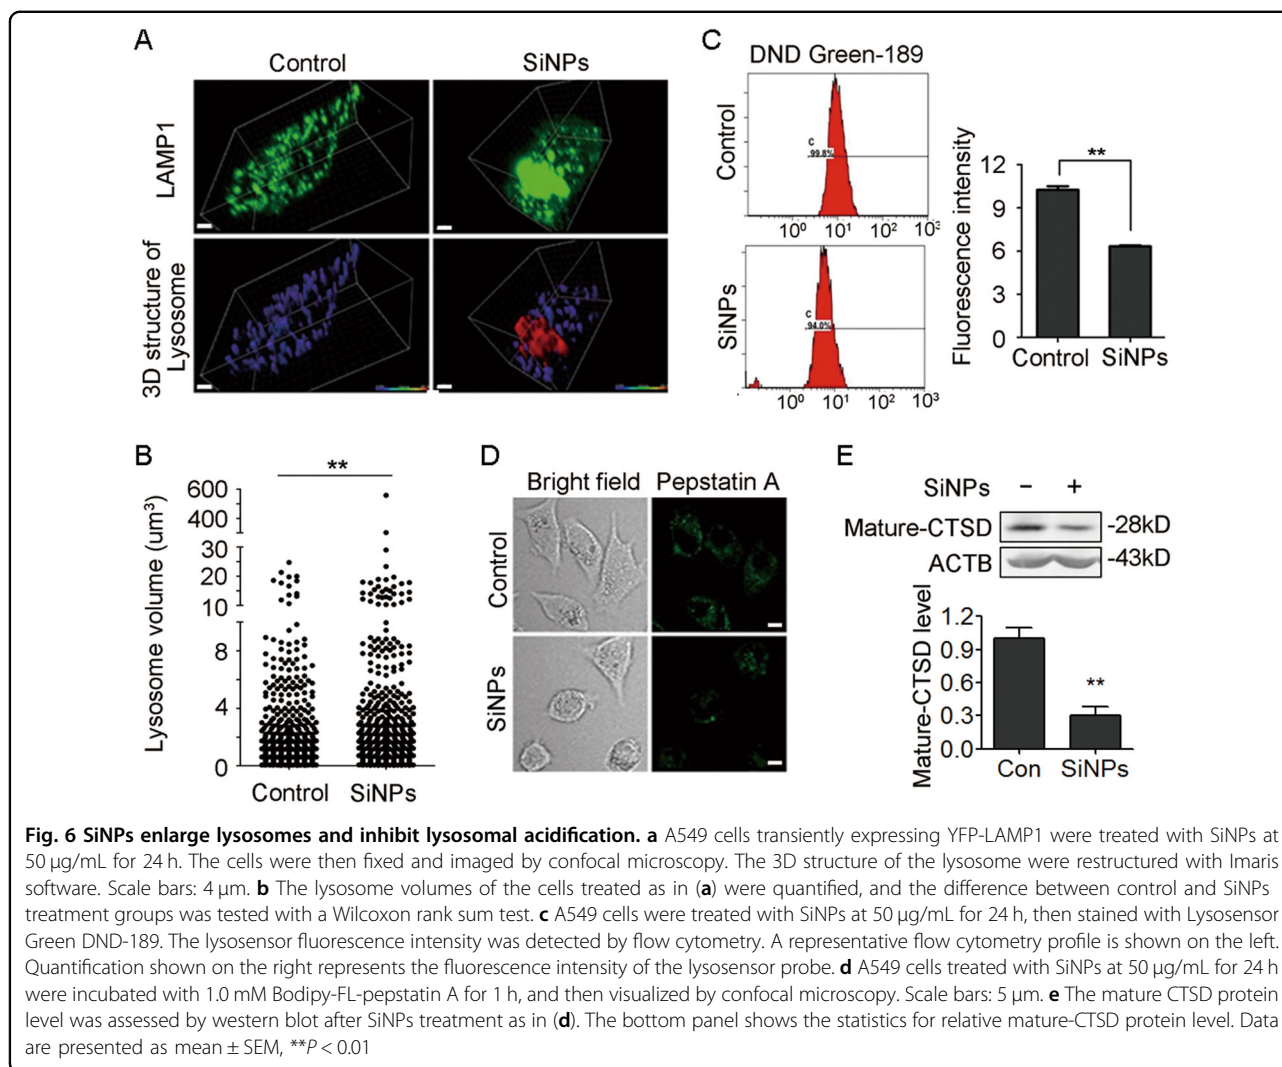 A
Control
SiNPs
LAMP1
3D structure of
Lysosome
C
DND Green-189
Control
C
99.8%
10⁰ 10¹ 10² 10³
SiNPs
C
94.0%
10⁰ 10¹ 10² 10³
Fluorescence intensity
12
9
6
3
0
**
Control SiNPs
B
**
Lysosome volume (um³)
600
400
30
20
10
8
4
0
Control SiNPs
D
Bright field Pepstatin A
Control
SiNPs
E
SiNPs − +
Mature-CTSD -28kD
ACTB -43kD
Mature-CTSD level
1.2
0.9
0.6
0.3
0.0
**
Con SiNPs
Fig. 6 SiNPs enlarge lysosomes and inhibit lysosomal acidification. a A549 cells transiently expressing YFP-LAMP1 were treated with SiNPs at
50 µg/mL for 24 h. The cells were then fixed and imaged by confocal microscopy. The 3D structure of the lysosome were restructured with Imaris
software. Scale bars: 4 µm. b The lysosome volumes of the cells treated as in (a) were quantified, and the difference between control and SiNPs
treatment groups was tested with a Wilcoxon rank sum test. c A549 cells were treated with SiNPs at 50 µg/mL for 24 h, then stained with Lysosensor
Green DND-189. The lysosensor fluorescence intensity was detected by flow cytometry. A representative flow cytometry profile is shown on the left.
Quantification shown on the right represents the fluorescence intensity of the lysosensor probe. d A549 cells treated with SiNPs at 50 µg/mL for 24 h
were incubated with 1.0 mM Bodipy-FL-pepstatin A for 1 h, and then visualized by confocal microscopy. Scale bars: 5 µm. e The mature CTSD protein
level was assessed by western blot after SiNPs treatment as in (d). The bottom panel shows the statistics for relative mature-CTSD protein level. Data
are presented as mean ± SEM, **P < 0.01